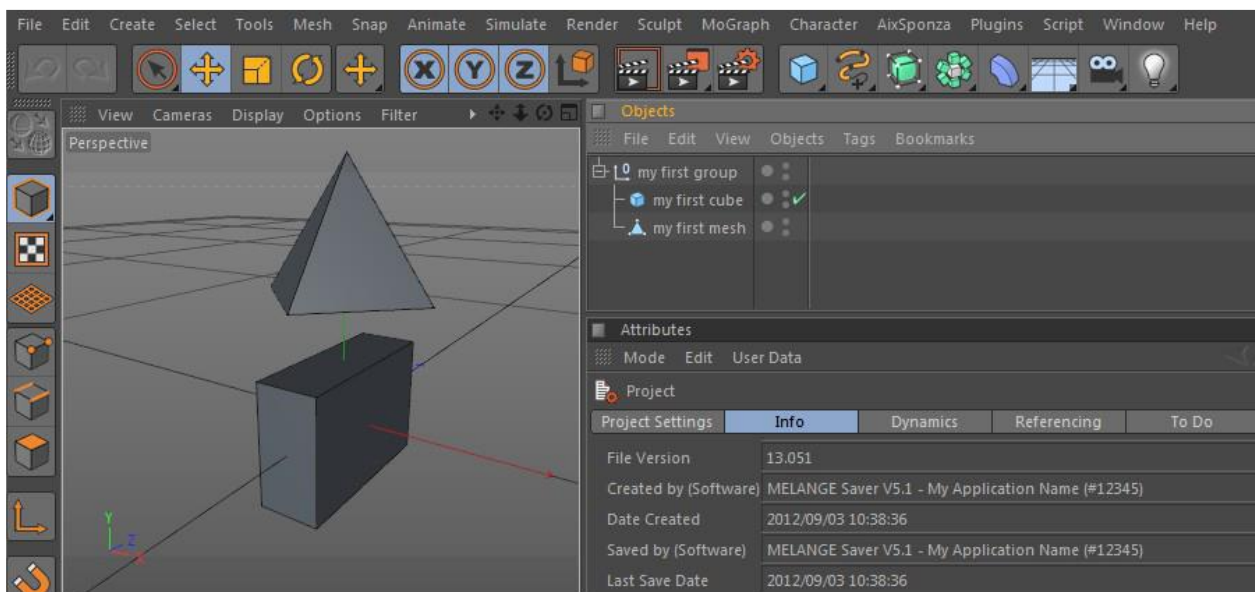 File Edit Create Select Tools Mesh Snap Animate Simulate Render Sculpt MoGraph Character AixSponza Plugins Script Window Help
X Y Z
View Cameras Display Options Filter
Perspective
Y
Z
X
Objects
File Edit View Objects Tags Bookmarks
0 my first group
my first cube
my first mesh
Attributes
Mode Edit User Data
Project
Project Settings Info Dynamics Referencing To Do
File Version 13.051
Created by (Software) MELANGE Saver V5.1 - My Application Name (#12345)
Date Created 2012/09/03 10:38:36
Saved by (Software) MELANGE Saver V5.1 - My Application Name (#12345)
Last Save Date 2012/09/03 10:38:36